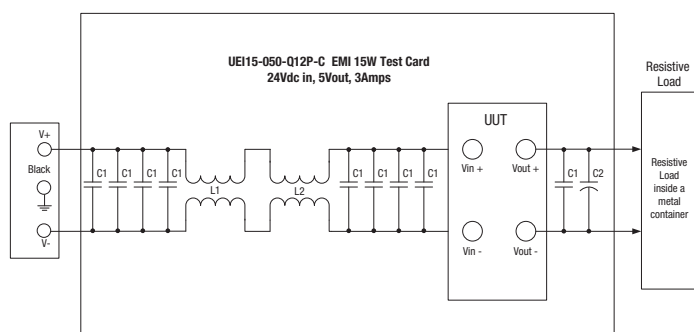 UEI15-050-Q12P-C EMI 15W Test Card
24Vdc in, 5Vout, 3Amps
Resistive
Load
UUT
V+
Black
V-
C1
C1
C1
C1
L1
L2
C1
C1
C1
C1
Vin +
Vout +
Vin -
Vout -
C1
C2
Resistive
Load
inside a
metal
container